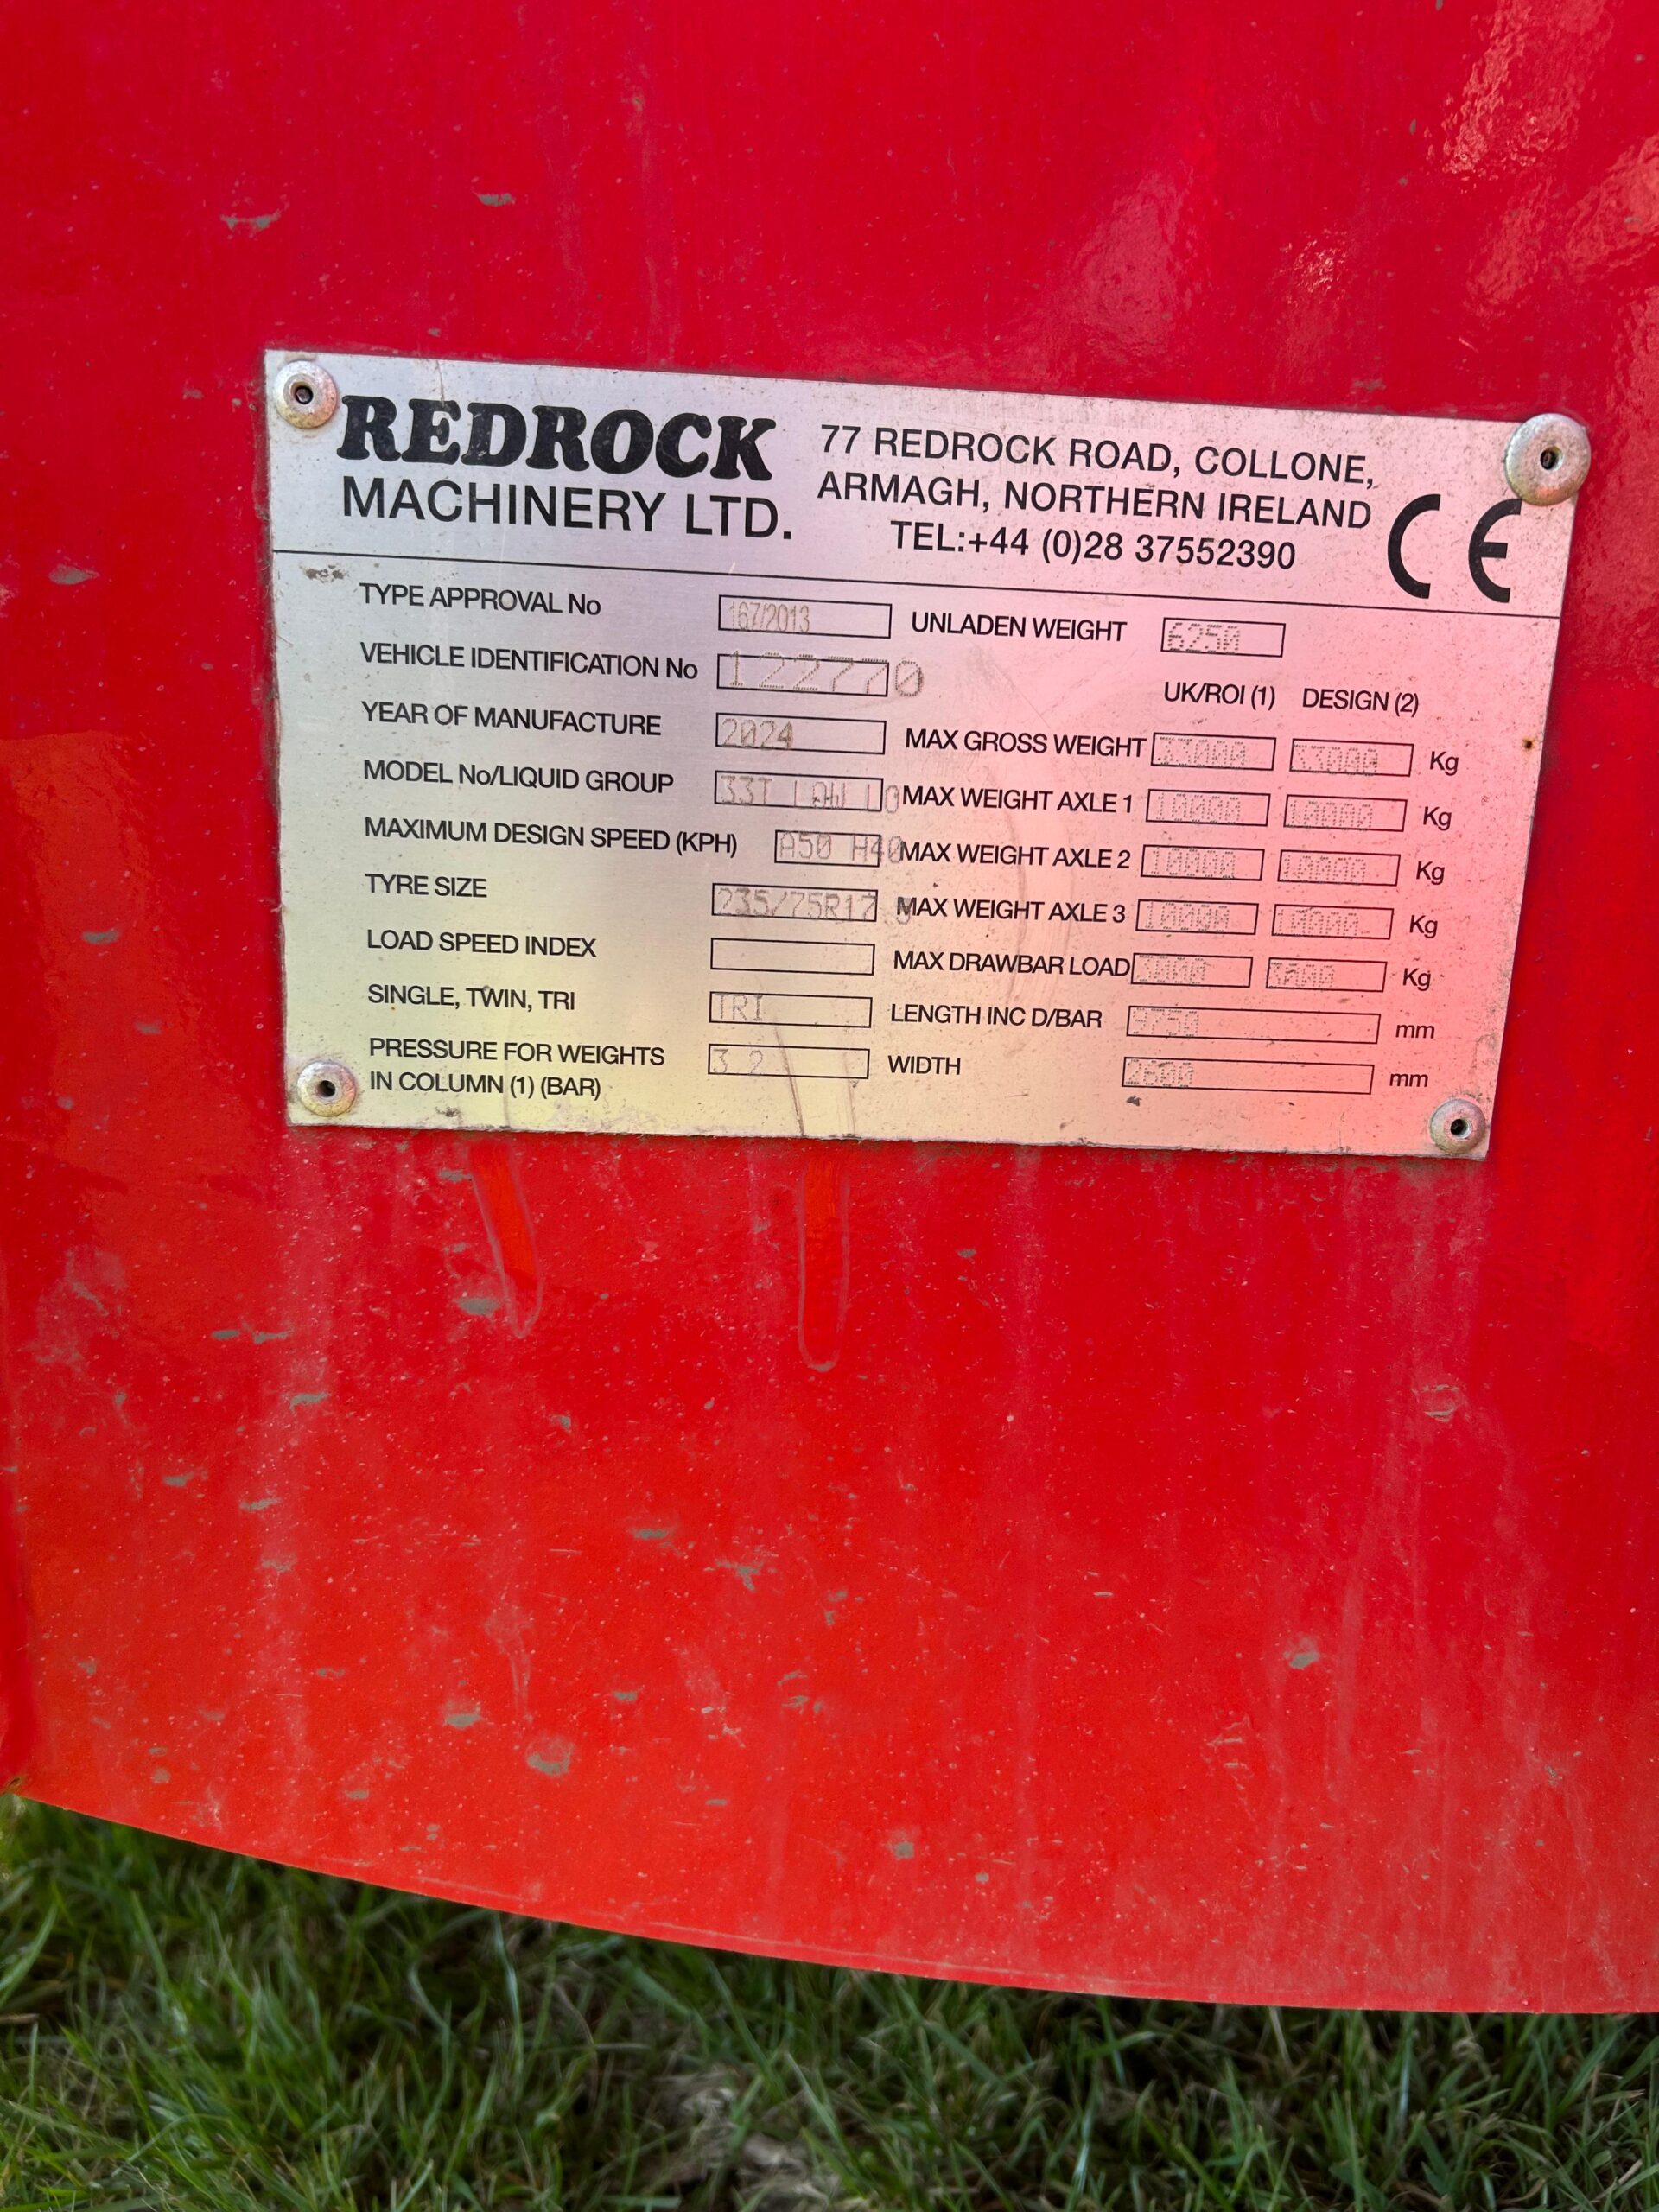 REDROCK
MACHINERY LTD.
77 REDROCK ROAD, COLLONE,
ARMAGH, NORTHERN IRELAND
TEL:+44 (0)28 37552390
CE
TYPE APPROVAL No 167/2013
VEHICLE IDENTIFICATION No 122770
YEAR OF MANUFACTURE 2024
MODEL No/LIQUID GROUP 33T LOW LO
MAXIMUM DESIGN SPEED (KPH) A50 H40
TYRE SIZE 235/75R17 5
LOAD SPEED INDEX
SINGLE, TWIN, TRI TRI
PRESSURE FOR WEIGHTS 3 2
IN COLUMN (1) (BAR)
UNLADEN WEIGHT 6250
UK/ROI (1) DESIGN (2)
MAX GROSS WEIGHT 33000 33000 Kg
MAX WEIGHT AXLE 1 10000 10000 Kg
MAX WEIGHT AXLE 2 10000 10000 Kg
MAX WEIGHT AXLE 3 10000 10000 Kg
MAX DRAWBAR LOAD 3000 3000 Kg
LENGTH INC D/BAR mm
WIDTH 2600 mm